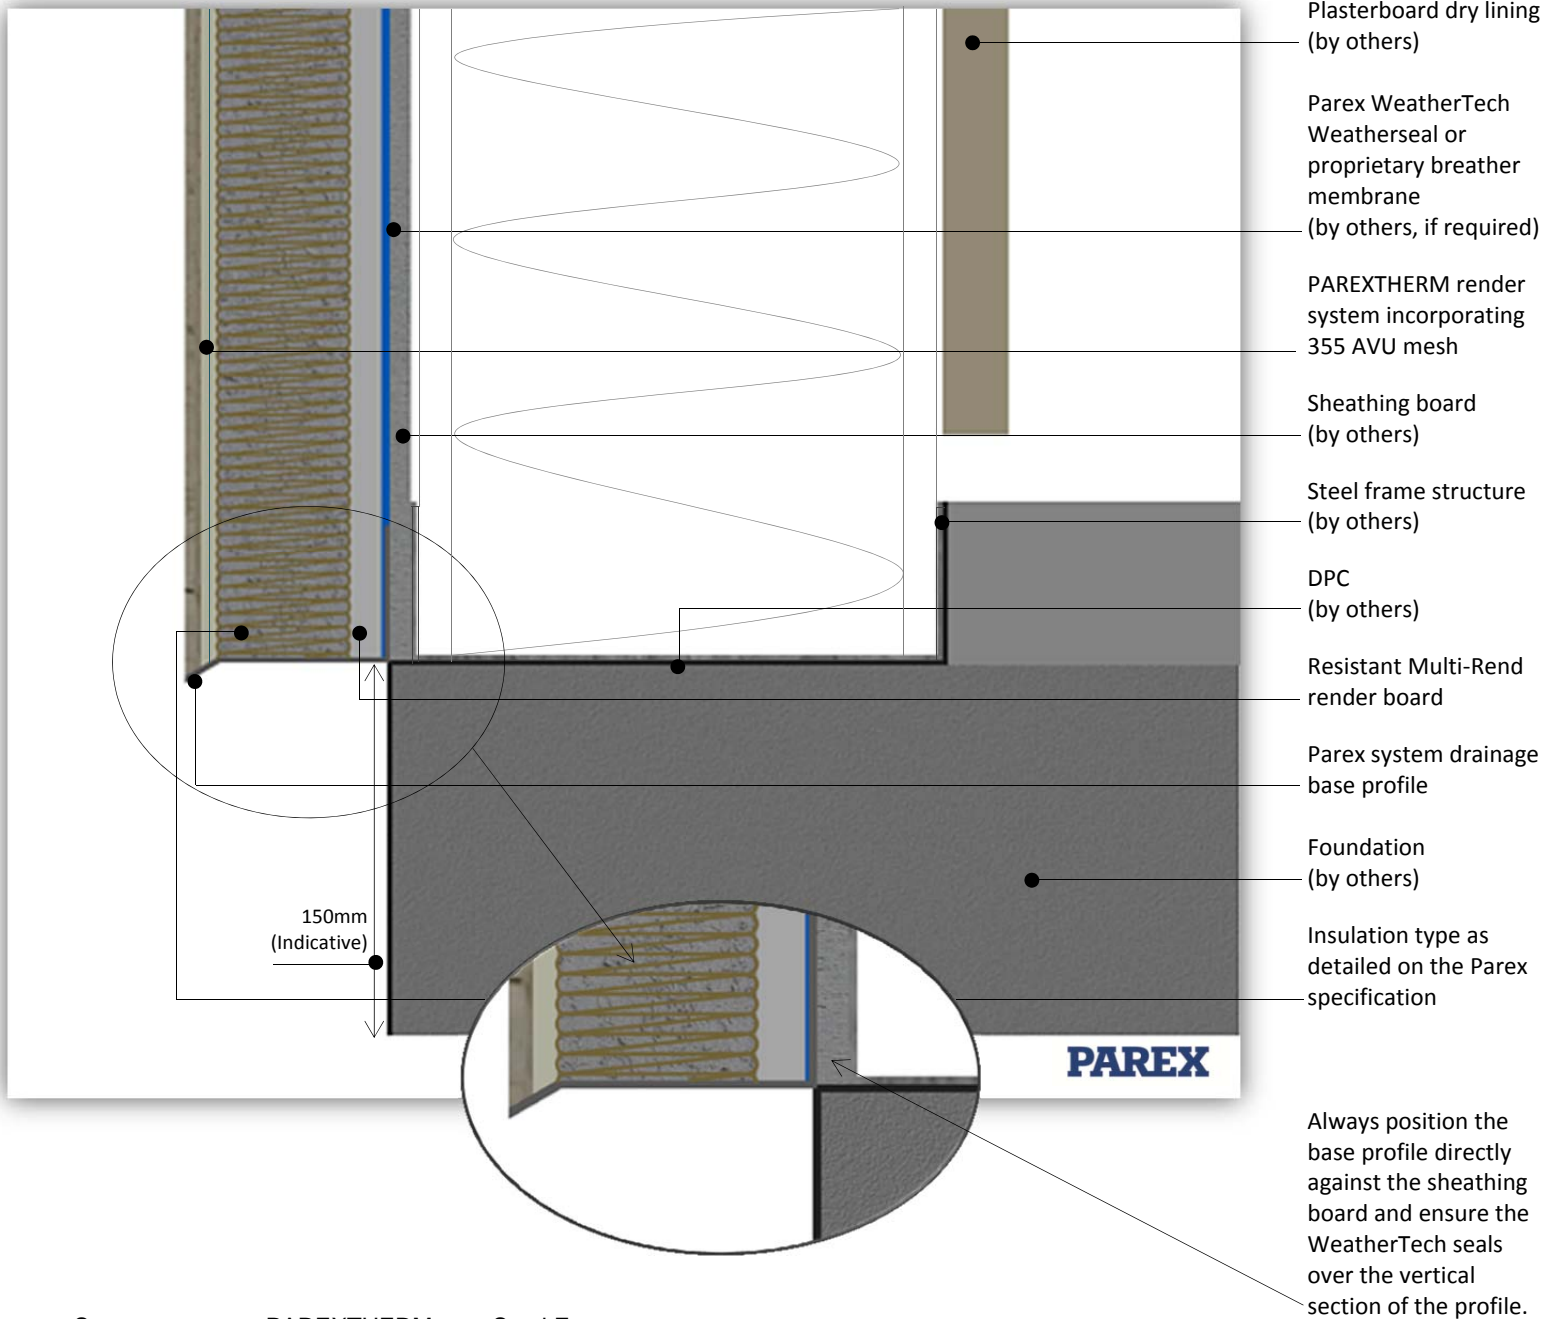 Plasterboard dry lining
(by others)
Parex WeatherTech
Weatherseal or
proprietary breather
membrane
(by others, if required)
PAREXTHERM render
system incorporating
355 AVU mesh
Sheathing board
(by others)
Steel frame structure
(by others)
DPC
(by others)
Resistant Multi-Rend
render board
Parex system drainage
base profile
Foundation
(by others)
150mm
(Indicative)
Insulation type as
detailed on the Parex
specification
PAREX
Always position the
base profile directly
against the sheathing
board and ensure the
WeatherTech seals
over the vertical
section of the profile.